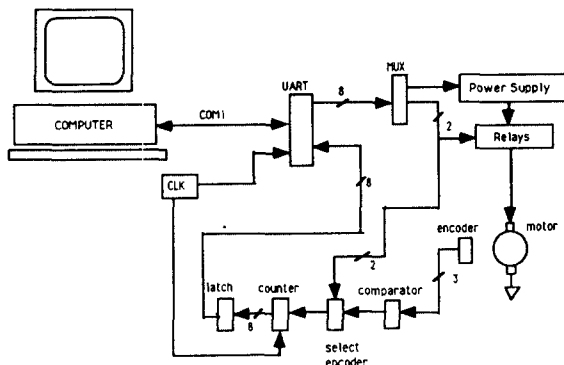 UART
MUX
8
Power Supply
COMPUTER
COM1
2
Relays
CLK
8
encoder
motor
2
3
latch
counter
comparator
8
select
encoder